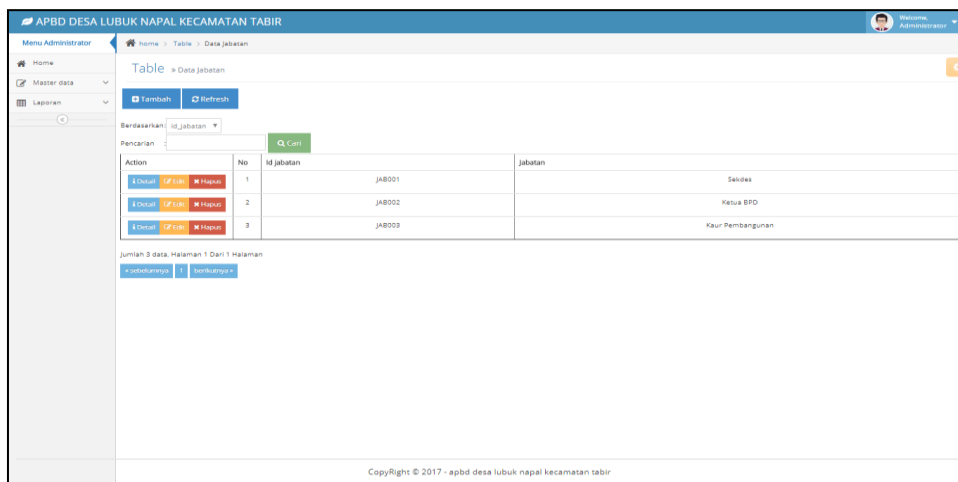 APBD DESA LUBUK NAPAL KECAMATAN TABIR
Welcome,
Administrator
Menu Administrator
home > Table > Data Jabatan
Home
Table » Data Jabatan
Master data
Laporan
Tambah Refresh
Berdasarkan: id_jabatan
Pencarian :
Cari
Action No Id jabatan Jabatan
Detail Edit Hapus 1 JAB001 Sekdes
Detail Edit Hapus 2 JAB002 Ketua BPD
Detail Edit Hapus 3 JAB003 Kaur Pembangunan
Jumlah 3 data, Halaman 1 Dari 1 Halaman
« sebelumnya 1 berikutnya »
CopyRight © 2017 - apbd desa lubuk napal kecamatan tabir